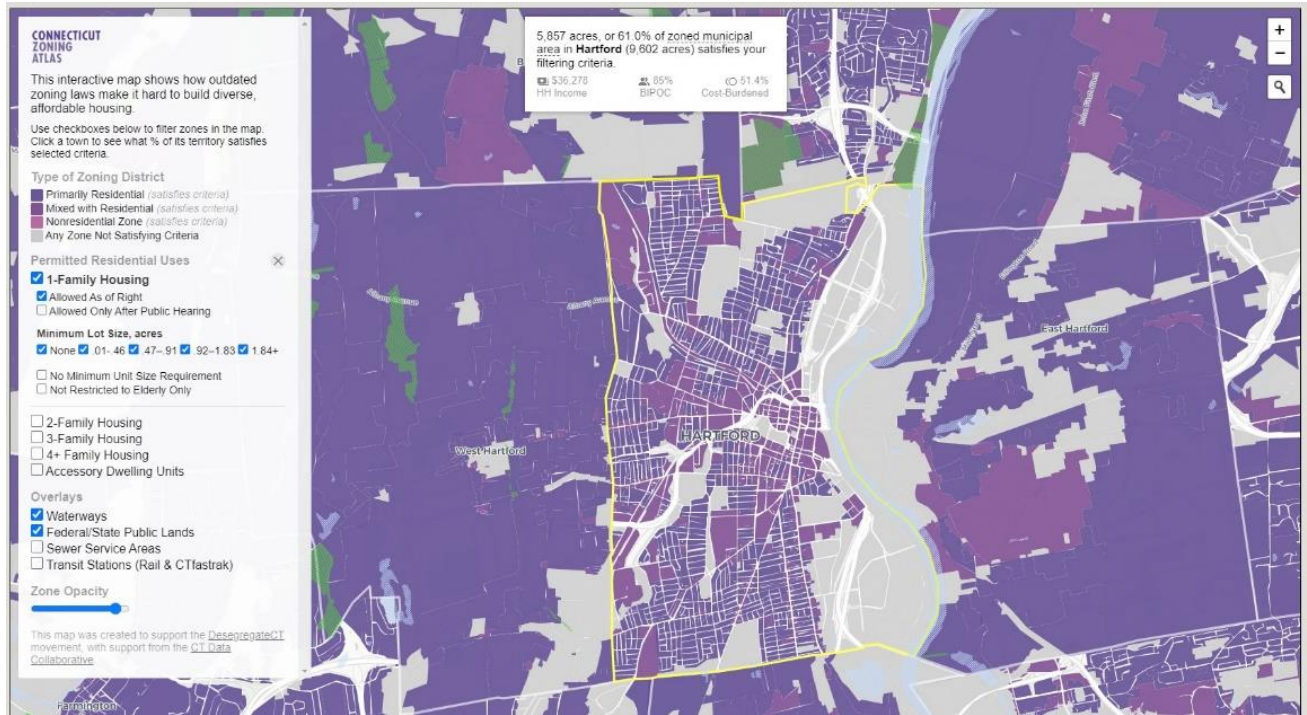 CONNECTICUT
ZONING
ATLAS
This interactive map shows how outdated
zoning laws make it hard to build diverse,
affordable housing.
Use checkboxes below to filter zones in the map.
Click a town to see what % of its territory satisfies
selected criteria.
Type of Zoning District
Primarily Residential (satisfies criteria)
Mixed with Residential (satisfies criteria)
Nonresidential Zone (satisfies criteria)
Any Zone Not Satisfying Criteria
Permitted Residential Uses
1-Family Housing
Allowed As of Right
Allowed Only After Public Hearing
Minimum Lot Size, acres
None .01-.46 .47–.91 .92–1.83 1.84+
No Minimum Unit Size Requirement
Not Restricted to Elderly Only
2-Family Housing
3-Family Housing
4+ Family Housing
Accessory Dwelling Units
Overlays
Waterways
Federal/State Public Lands
Sewer Service Areas
Transit Stations (Rail & CTfastrak)
Zone Opacity
This map was created to support the DesegregateCT
movement, with support from the CT Data
Collaborative
5,857 acres, or 61.0% of zoned municipal
area in Hartford (9,602 acres) satisfies your
filtering criteria.
$36,278 85% 51.4%
HH Income BIPOC Cost-Burdened
+
−
Albany Avenue
Albany Avenue
East Hartford
HARTFORD
West Hartford
Farmington